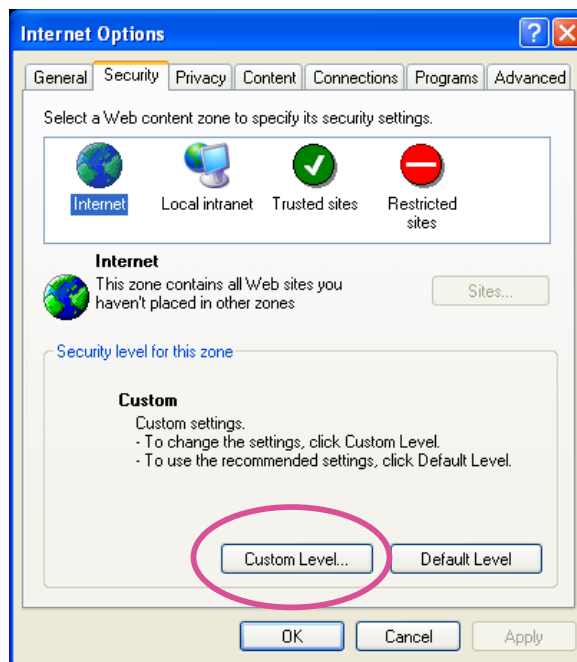 Internet Options
?
General Security Privacy Content Connections Programs Advanced
Select a Web content zone to specify its security settings.
Internet Local intranet Trusted sites Restricted
sites
Internet
This zone contains all Web sites you
haven't placed in other zones
Sites...
Security level for this zone
Custom
Custom settings.
- To change the settings, click Custom Level.
- To use the recommended settings, click Default Level.
Custom Level... Default Level
OK Cancel Apply